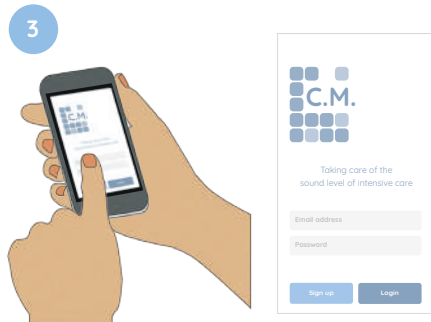 3
C.M.
Taking care of the
sound level of intensive care
Email address
Password
Sign up
Login